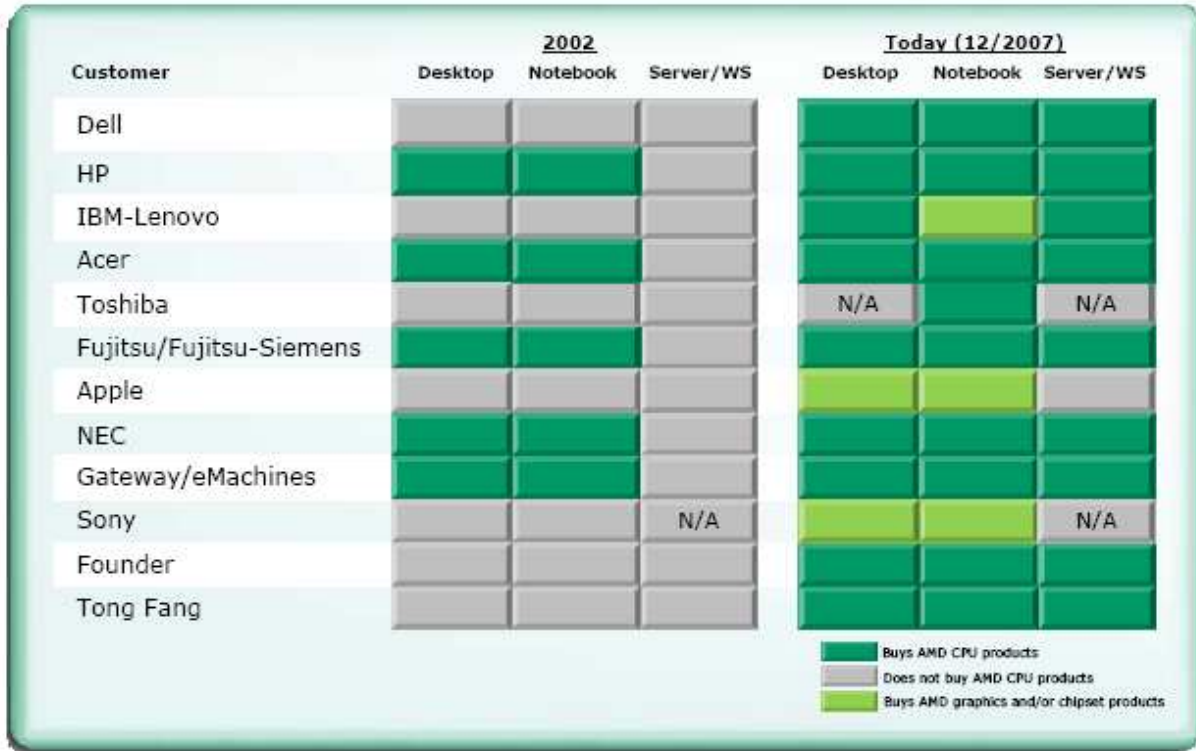 2002 Today (12/2007)
Customer Desktop Notebook Server/WS Desktop Notebook Server/WS
Dell
HP
IBM-Lenovo
Acer
Toshiba N/A N/A
Fujitsu/Fujitsu-Siemens
Apple
NEC
Gateway/eMachines
Sony N/A N/A
Founder
Tong Fang
Buys AMD CPU products
Does not buy AMD CPU products
Buys AMD graphics and/or chipset products